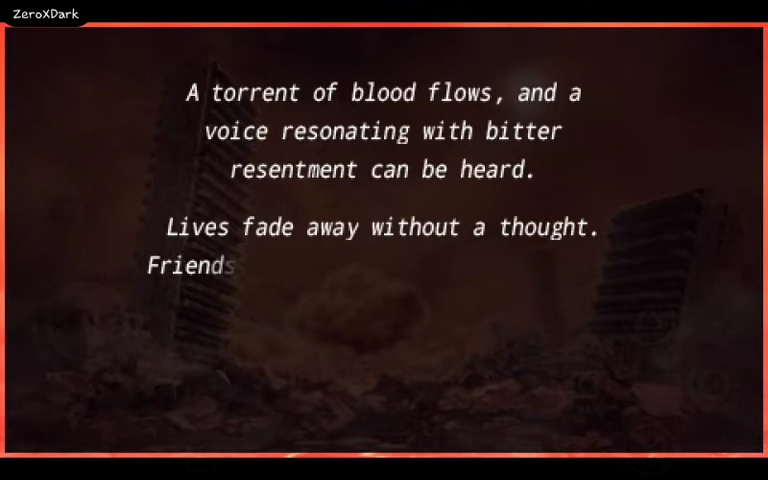 ZeroXDark
A torrent of blood flows, and a
voice resonating with bitter
resentment can be heard.
Lives fade away without a thought.
Friends